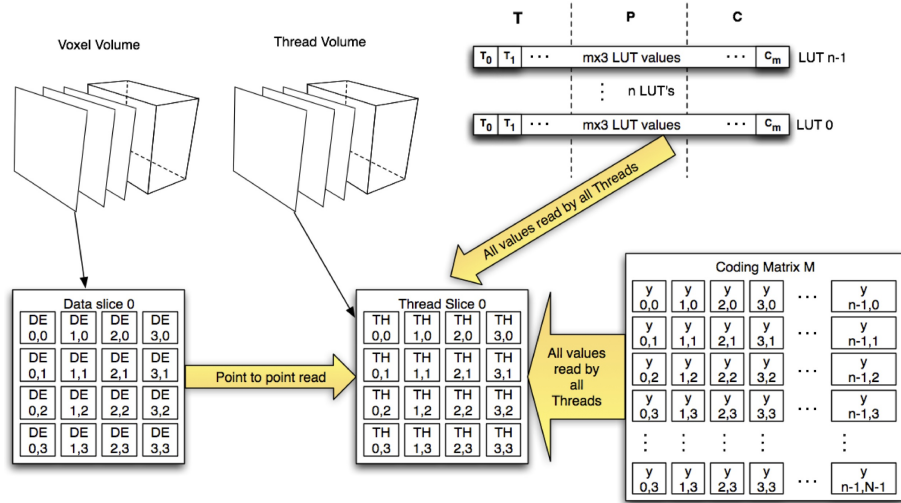 T P C
Voxel Volume
Thread Volume
T0 T1 ... mx3 LUT values ... Cm LUT n-1
n LUT's
T0 T1 ... mx3 LUT values ... Cm LUT 0
All values read by all Threads
Data slice 0
DE DE DE DE
0,0 1,0 2,0 3,0
DE DE DE DE
0,1 1,1 2,1 3,1
DE DE DE DE
0,2 1,2 2,2 3,2
DE DE DE DE
0,3 1,3 2,3 3,3
Point to point read
Thread Slice 0
TH TH TH TH
0,0 1,0 2,0 3,0
TH TH TH TH
0,1 1,1 2,1 3,1
TH TH TH TH
0,2 1,2 2,2 3,2
TH TH TH TH
0,3 1,3 2,3 3,3
All values
read by
all
Threads
Coding Matrix M
y y y y ... y
0,0 1,0 2,0 3,0 n-1,0
y y y y ... y
0,1 1,1 2,1 3,1 n-1,1
y y y y ... y
0,2 1,2 2,2 3,2 n-1,2
y y y y ... y
0,3 1,3 2,3 3,3 n-1,3
y y y y ... y
0,3 1,3 2,3 3,3 n-1,N-1